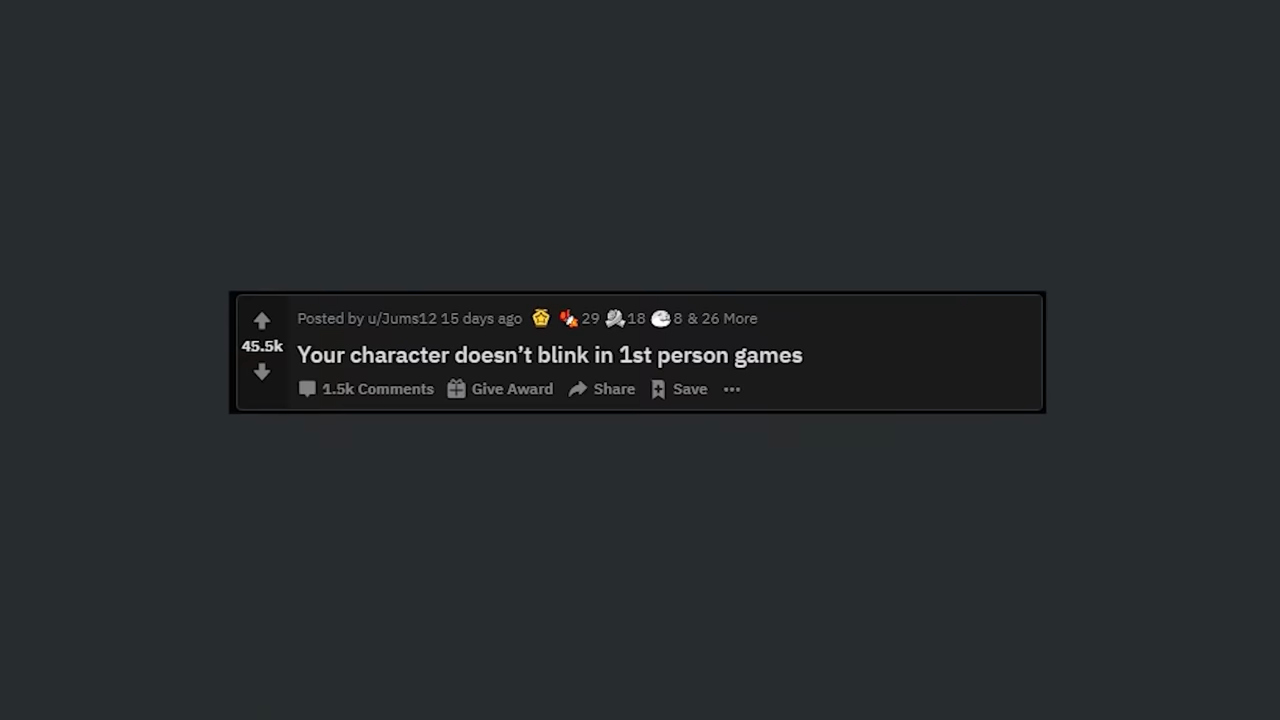 Posted by u/Jums12 15 days ago 29 18 8 & 26 More
45.5k
Your character doesn’t blink in 1st person games
1.5k Comments Give Award Share Save ···